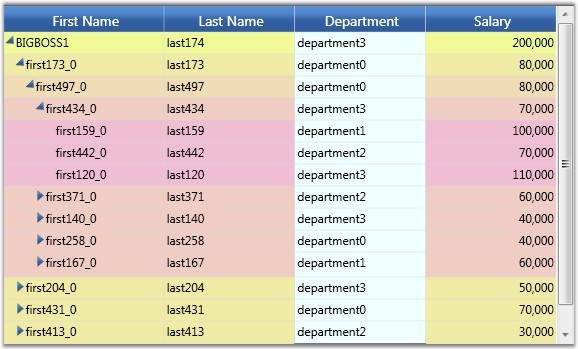 First Name Last Name Department Salary
BIGBOSS1 last174 department3 200,000
first173_0 last173 department0 80,000
first497_0 last497 department0 80,000
first434_0 last434 department3 70,000
first159_0 last159 department1 100,000
first442_0 last442 department2 70,000
first120_0 last120 department3 110,000
first371_0 last371 department2 60,000
first140_0 last140 department3 40,000
first258_0 last258 department0 40,000
first167_0 last167 department1 60,000
first204_0 last204 department3 50,000
first431_0 last431 department0 70,000
first413_0 last413 department2 30,000